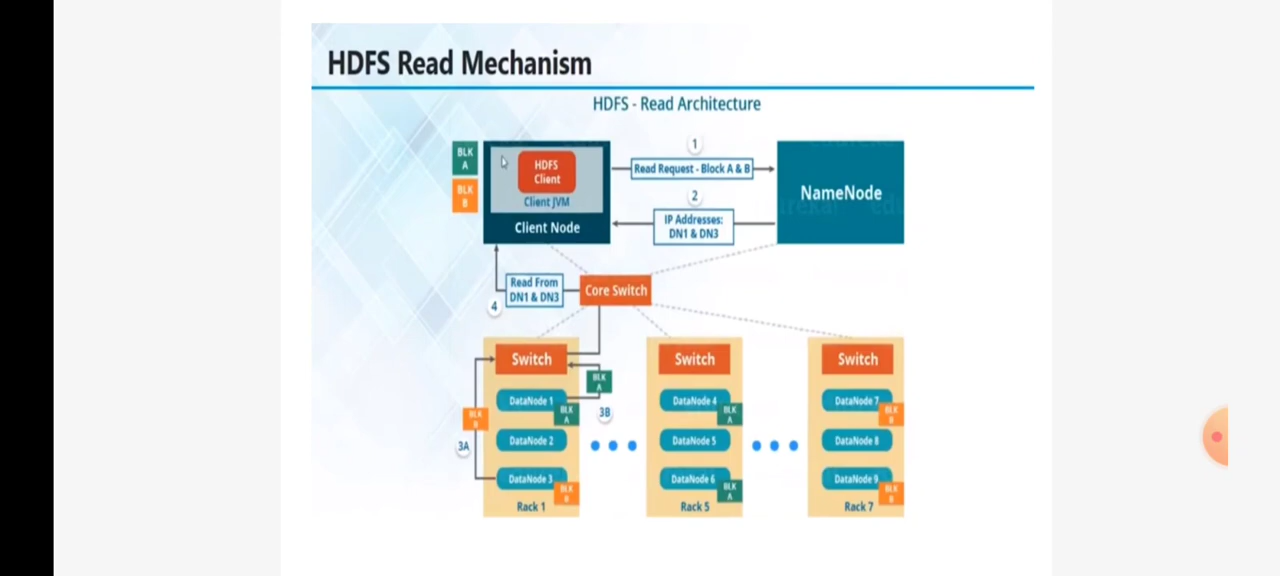 HDFS Read Mechanism
HDFS - Read Architecture
BLK
A
BLK
B
HDFS
Client
Client JVM
Client Node
1
Read Request - Block A & B
2
IP Addresses:
DN1 & DN3
NameNode
4
Read From
DN1 & DN3
Core Switch
Switch
DataNode 1
BLK
A
DataNode 2
DataNode 3
BLK
B
Rack 1
BLK
B
3A
BLK
A
3B
Switch
DataNode 4
BLK
A
DataNode 5
DataNode 6
BLK
A
Rack 5
Switch
DataNode 7
BLK
B
DataNode 8
DataNode 9
BLK
B
Rack 7